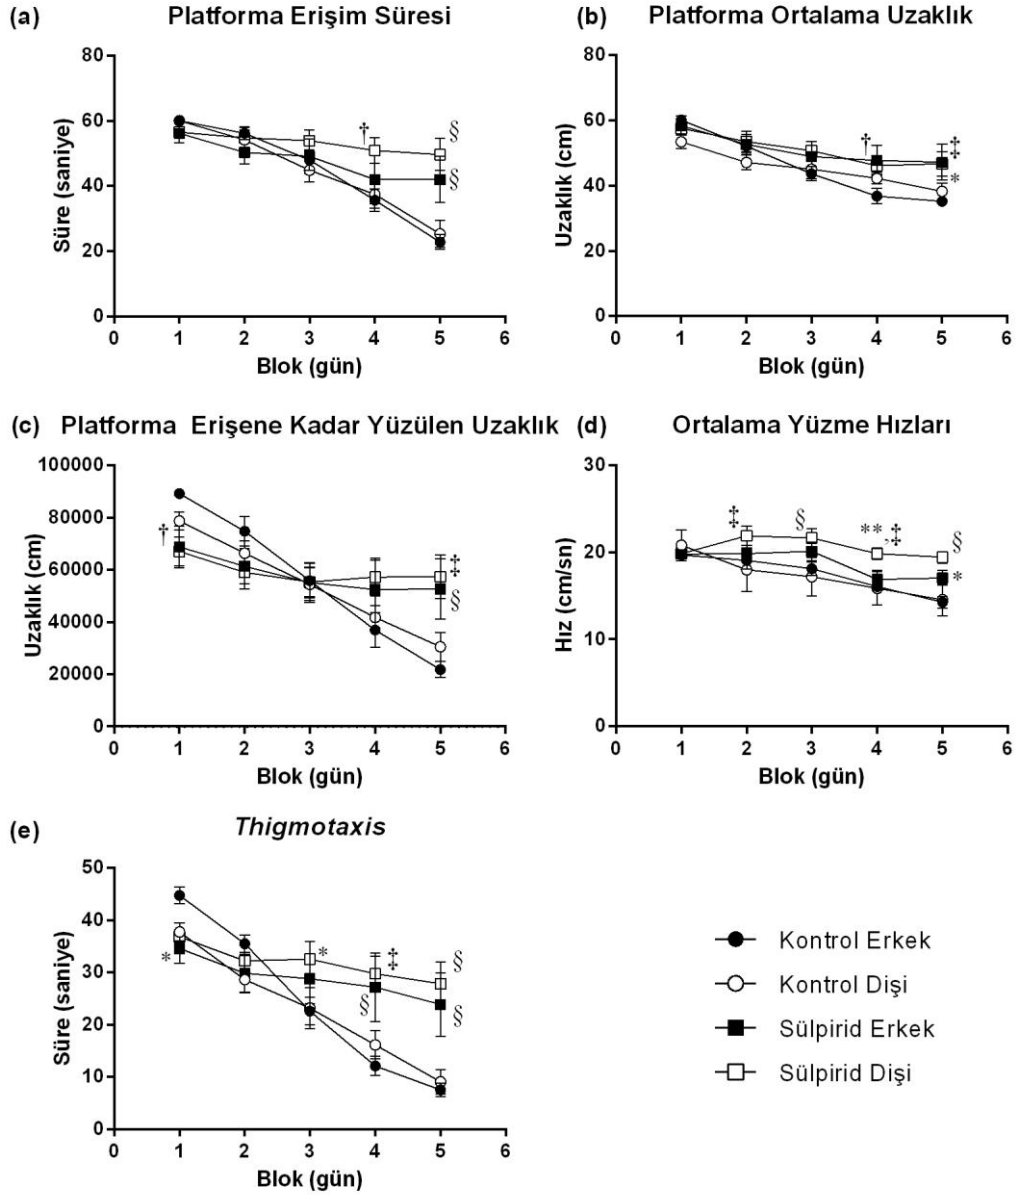 (a) Platforma Erişim Süresi
Süre (saniye)
80
60
40
20
0
†
§
§
0 1 2 3 4 5 6
Blok (gün)
(b) Platforma Ortalama Uzaklık
Uzaklık (cm)
80
60
40
20
0
†
‡
*
0 1 2 3 4 5 6
Blok (gün)
(c) Platforma Erişene Kadar Yüzülen Uzaklık
Uzaklık (cm)
100000
80000
60000
40000
20000
0
†
‡
§
0 1 2 3 4 5 6
Blok (gün)
(d) Ortalama Yüzme Hızları
Hız (cm/sn)
30
20
10
0
‡
§
**,‡
§
*
0 1 2 3 4 5 6
Blok (gün)
(e) Thigmotaxis
Süre (saniye)
50
40
30
20
10
0
*
*
‡
§
§
§
0 1 2 3 4 5 6
Blok (gün)
Kontrol Erkek
Kontrol Dişi
Sülpirid Erkek
Sülpirid Dişi